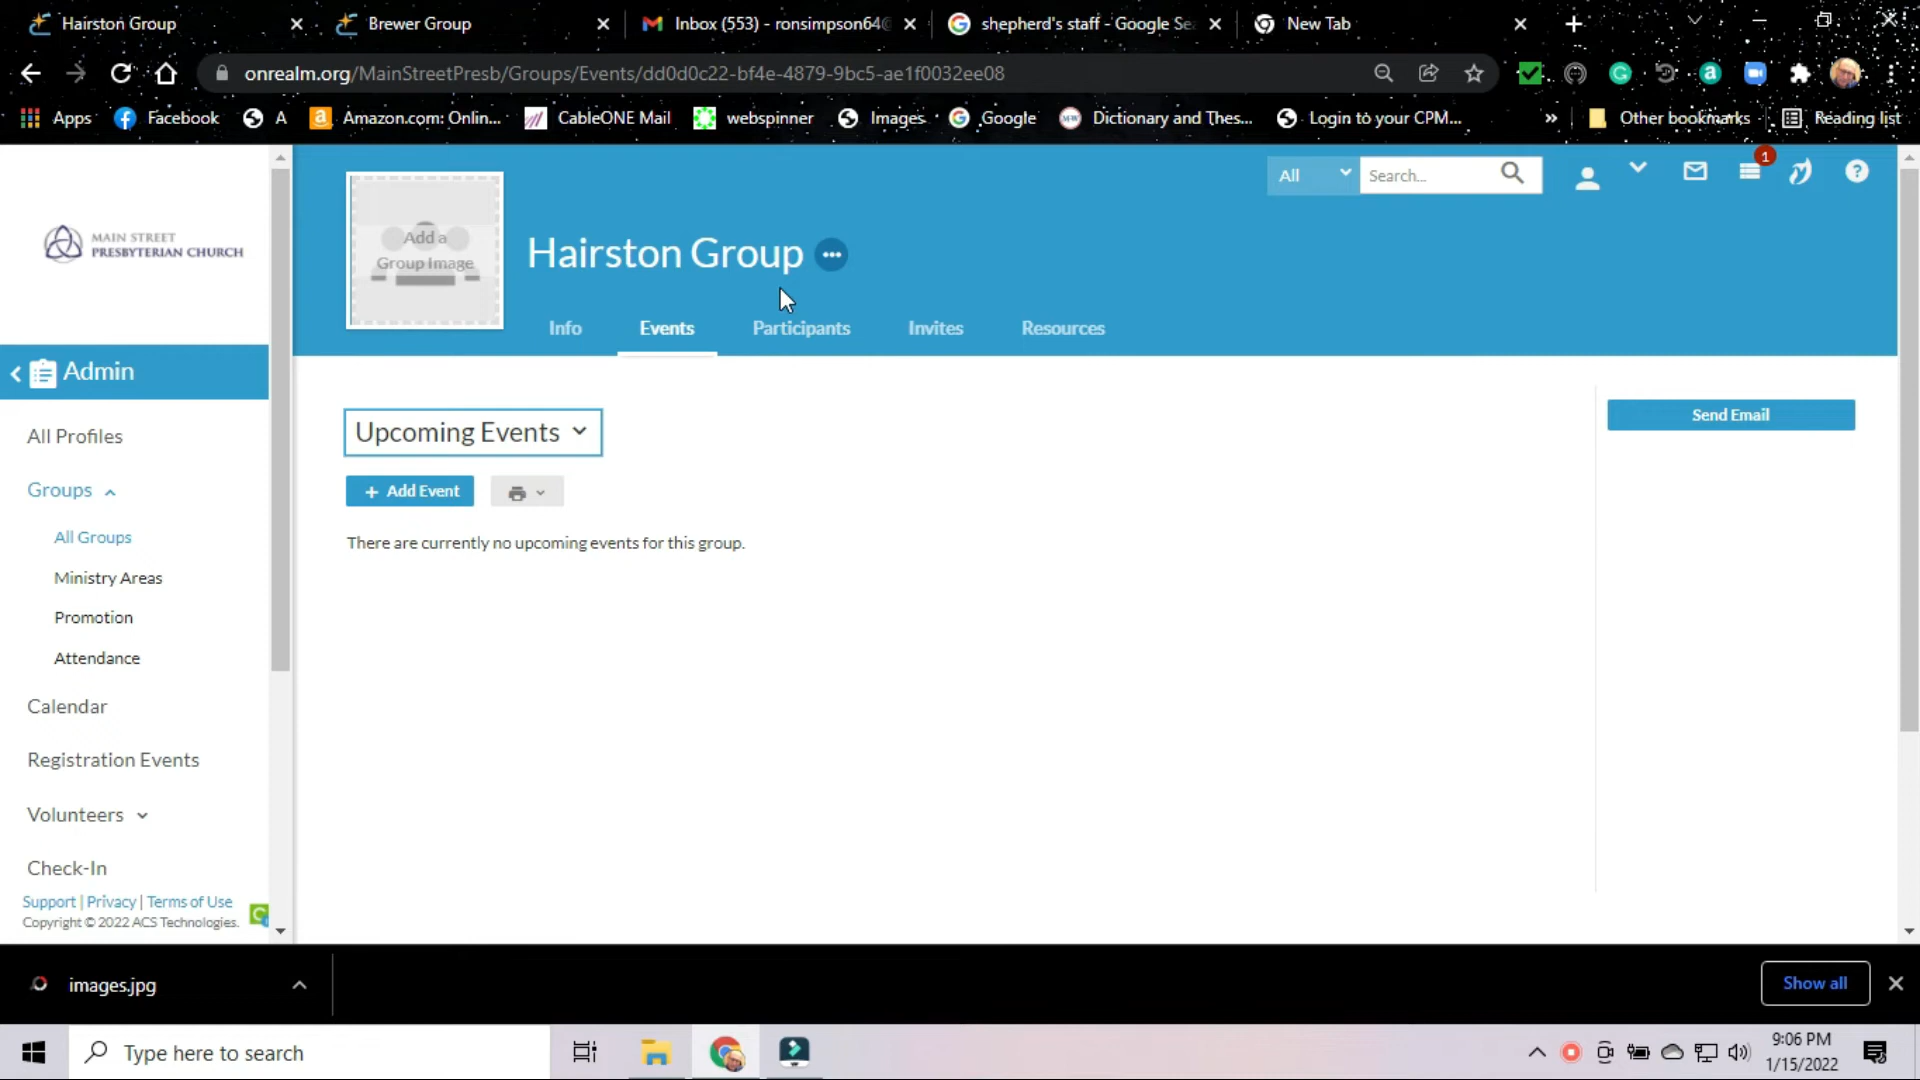 Hairston Group
Brewer Group
Inbox (553) - ronsimpson64@
shepherd's staff - Google Se
New Tab
onrealm.org/MainStreetPresb/Groups/Events/dd0d0c22-bf4e-4879-9bc5-ae1f0032ee08
Apps
Facebook
A
Amazon.com: Onlin...
CableONE Mail
webspinner
Images
Google
Dictionary and Thes...
Login to your CPM...
»
Other bookmarks
Reading list
MAIN STREET
PRESBYTERIAN CHURCH
Add a
Group Image
Hairston Group
All
Search...
1
Info
Events
Participants
Invites
Resources
Admin
All Profiles
Groups
All Groups
Ministry Areas
Promotion
Attendance
Calendar
Registration Events
Volunteers
Check-In
Support | Privacy | Terms of Use
Copyright © 2022 ACS Technologies.
Upcoming Events
+ Add Event
There are currently no upcoming events for this group.
Send Email
images.jpg
Show all
Type here to search
9:06 PM
1/15/2022